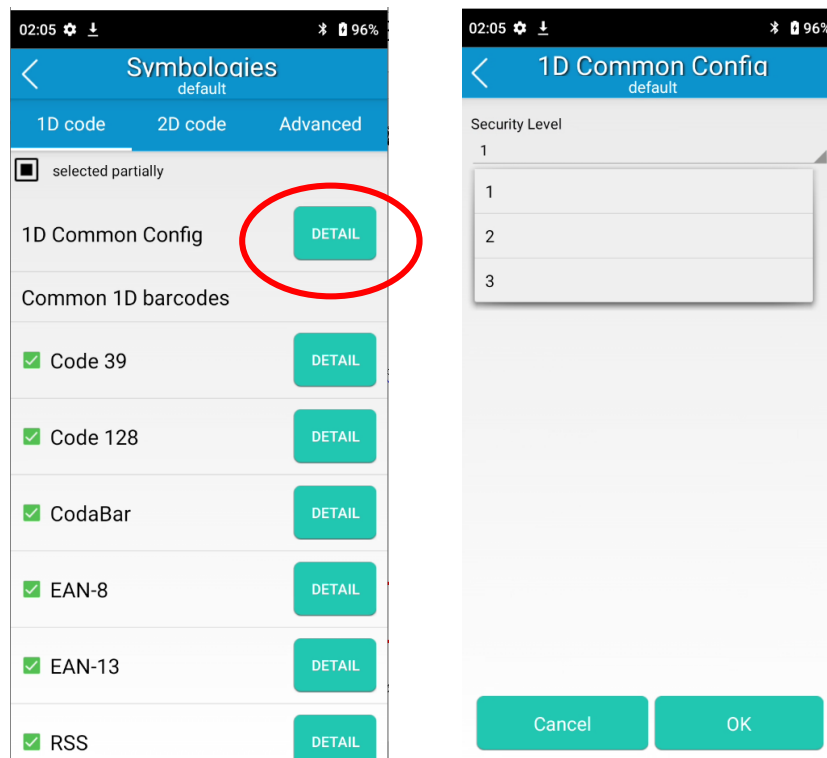 02:05 96%
Symbologies
default
1D code 2D code Advanced
selected partially
1D Common Config DETAIL
Common 1D barcodes
Code 39 DETAIL
Code 128 DETAIL
CodaBar DETAIL
EAN-8 DETAIL
EAN-13 DETAIL
RSS DETAIL
02:05 96%
1D Common Config
default
Security Level
1
1
2
3
Cancel OK